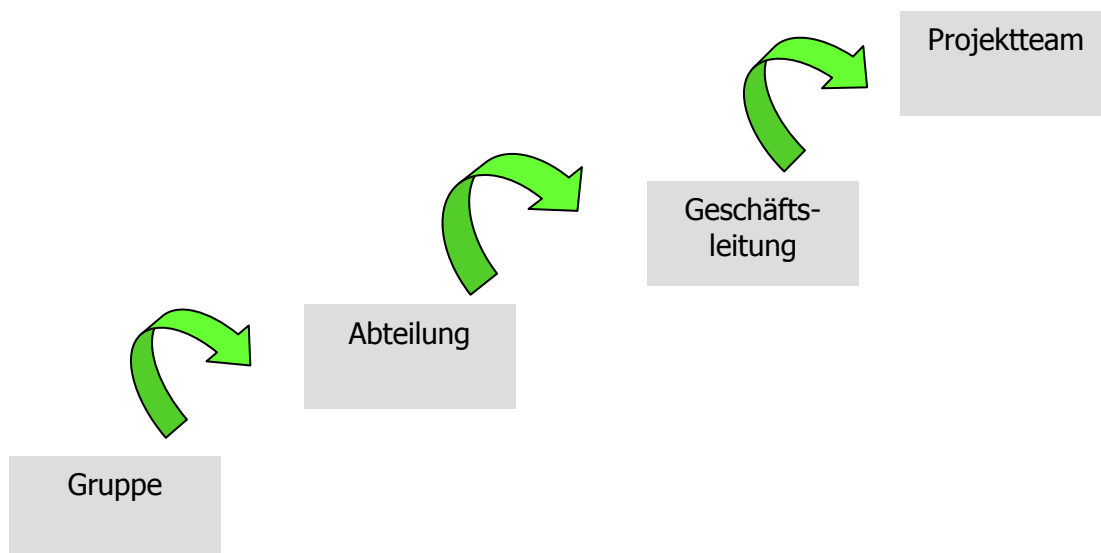 Projektteam
Geschäfts-
leitung
Abteilung
Gruppe